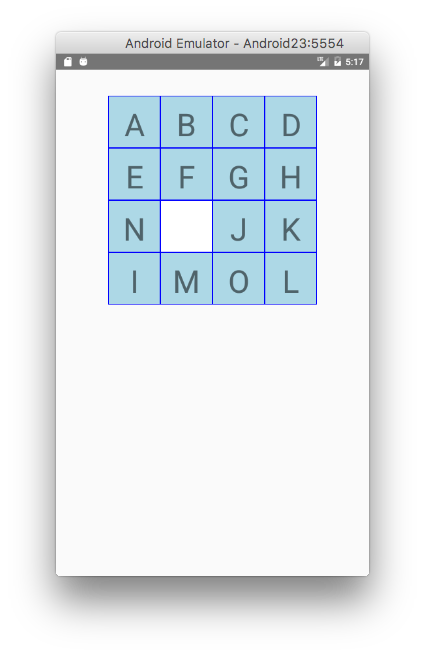 Android Emulator - Android23:5554
5:17
A B C D
E F G H
N J K
I M O L